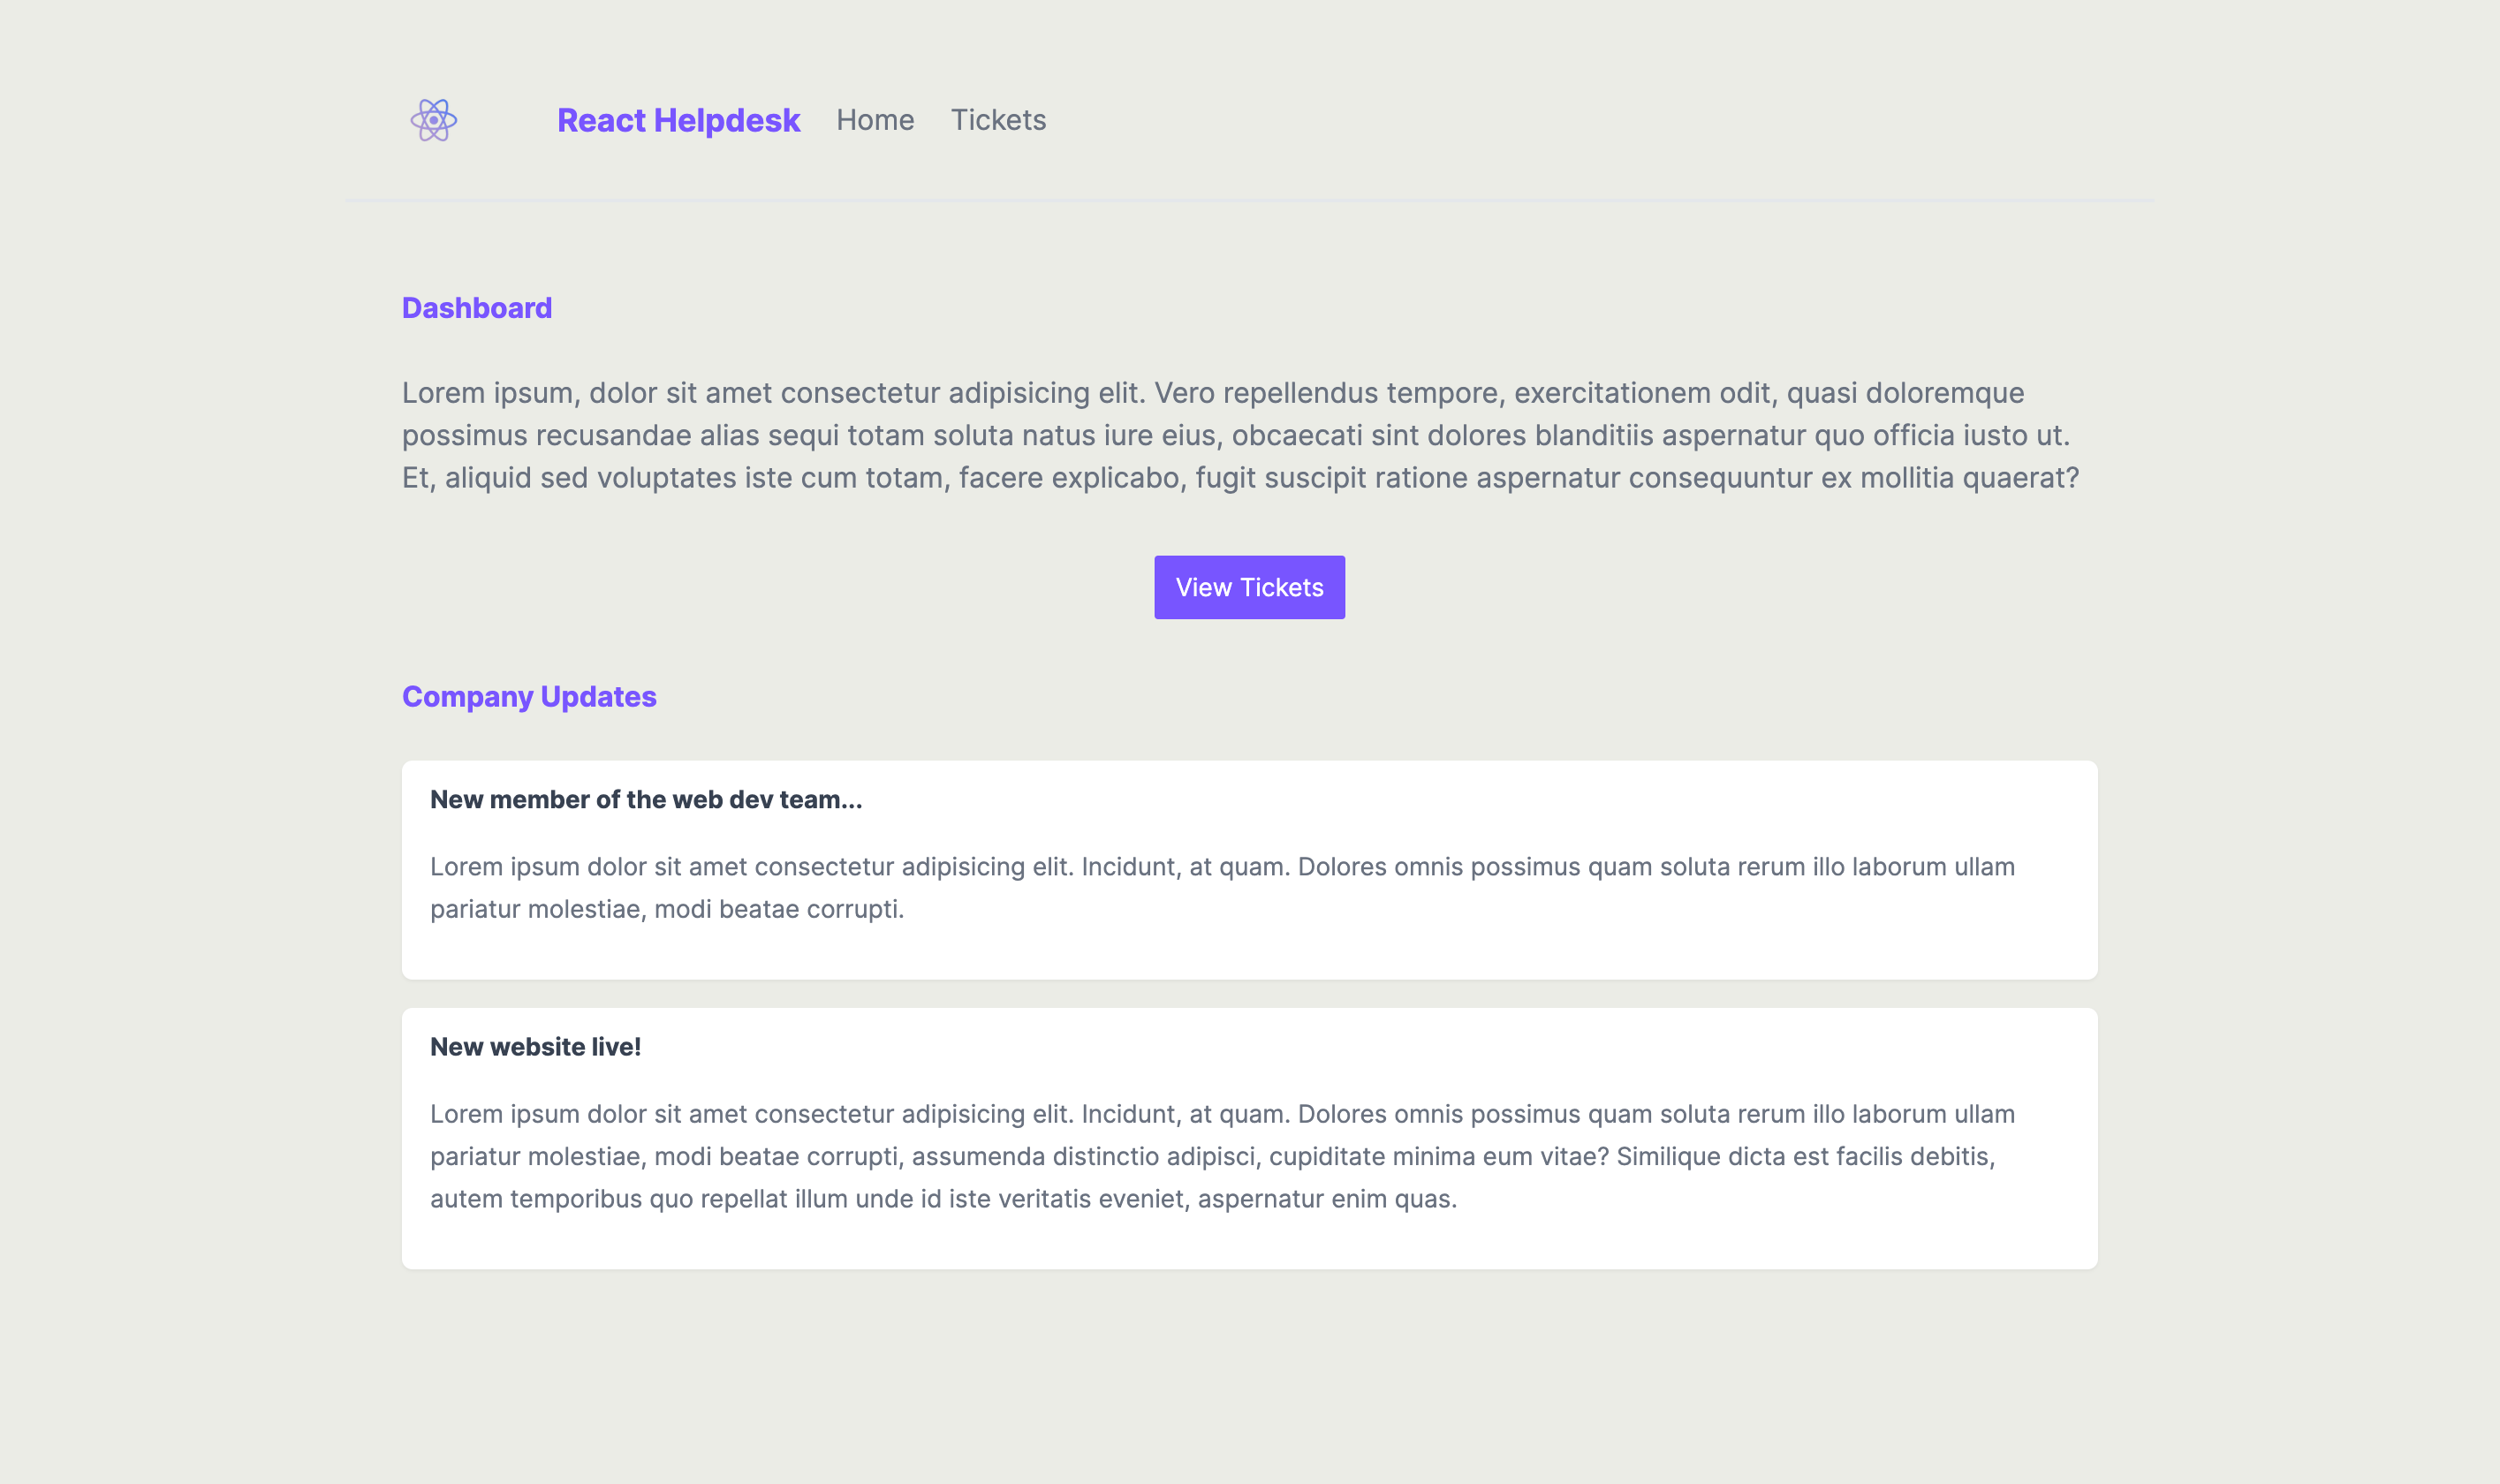 React Helpdesk Home Tickets
Dashboard
Lorem ipsum, dolor sit amet consectetur adipisicing elit. Vero repellendus tempore, exercitationem odit, quasi doloremque
possimus recusandae alias sequi totam soluta natus iure eius, obcaecati sint dolores blanditiis aspernatur quo officia iusto ut.
Et, aliquid sed voluptates iste cum totam, facere explicabo, fugit suscipit ratione aspernatur consequuntur ex mollitia quaerat?
View Tickets
Company Updates
New member of the web dev team...
Lorem ipsum dolor sit amet consectetur adipisicing elit. Incidunt, at quam. Dolores omnis possimus quam soluta rerum illo laborum ullam
pariatur molestiae, modi beatae corrupti.
New website live!
Lorem ipsum dolor sit amet consectetur adipisicing elit. Incidunt, at quam. Dolores omnis possimus quam soluta rerum illo laborum ullam
pariatur molestiae, modi beatae corrupti, assumenda distinctio adipisci, cupiditate minima eum vitae? Similique dicta est facilis debitis,
autem temporibus quo repellat illum unde id iste veritatis eveniet, aspernatur enim quas.